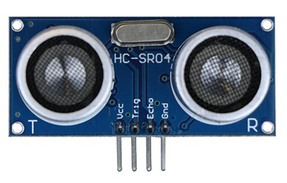 HC-SR04
Vcc
Trig
Echo
Gnd
T
R